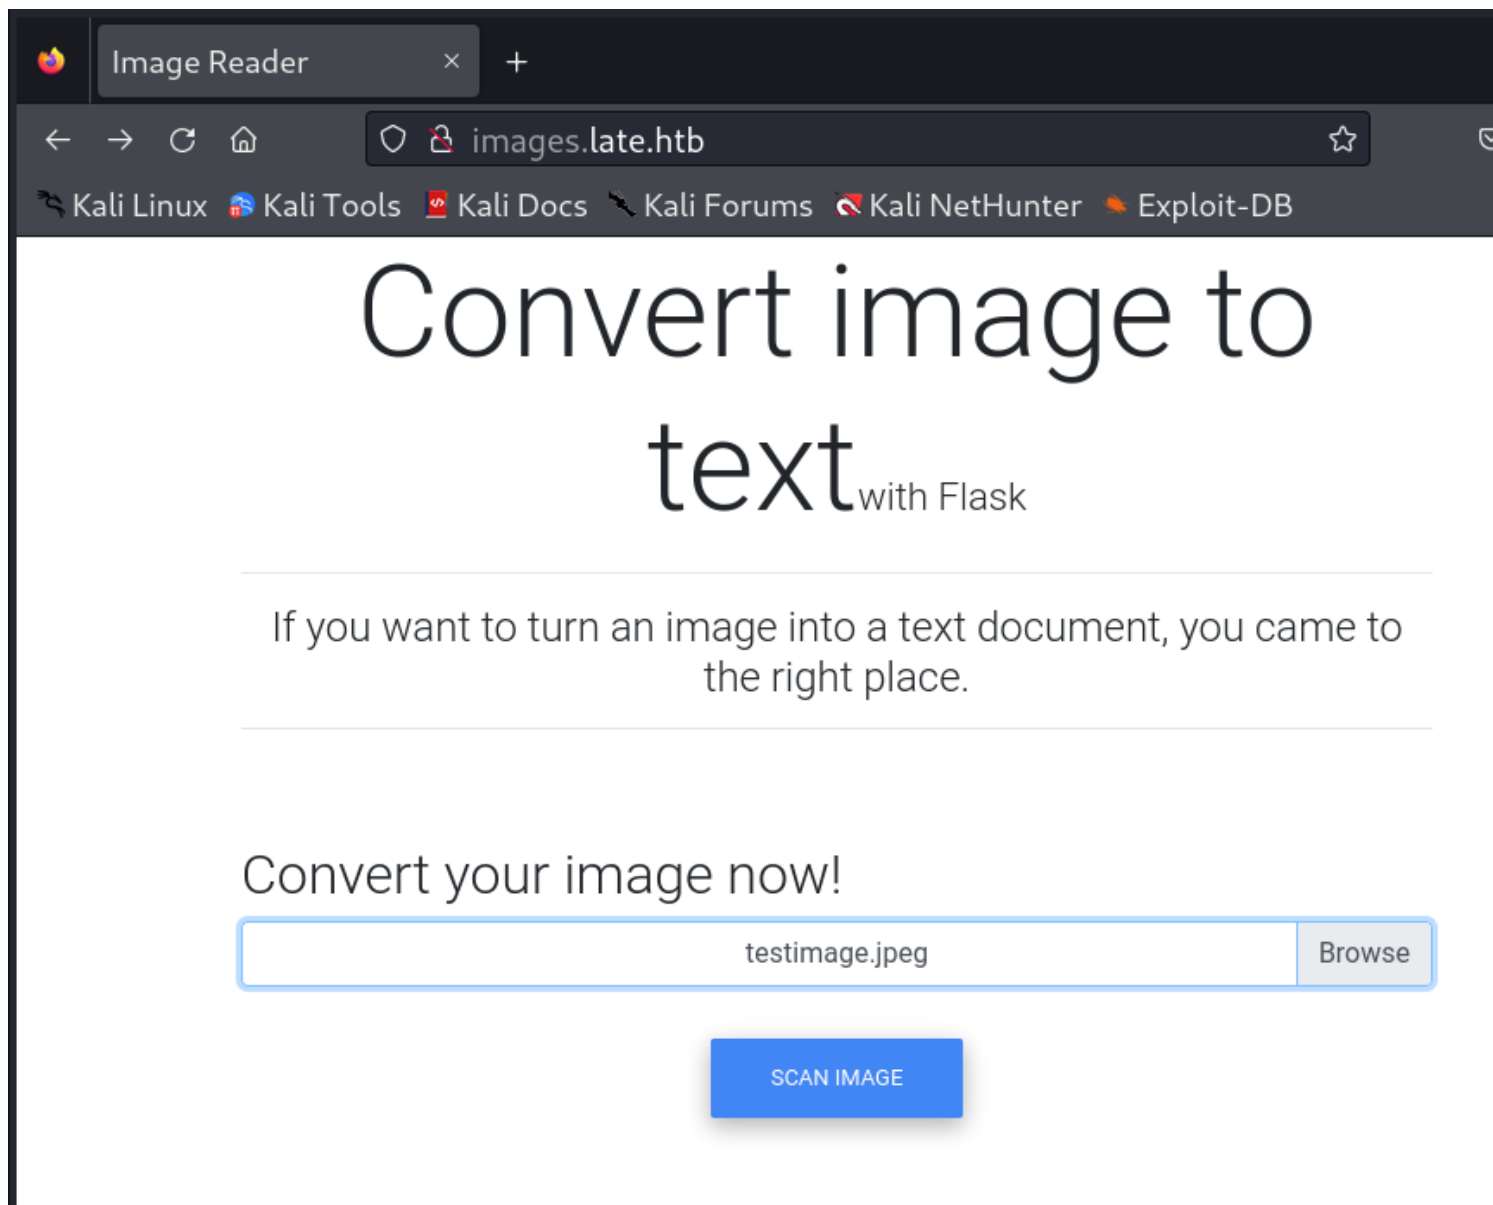 Image Reader
images.late.htb
Kali Linux Kali Tools Kali Docs Kali Forums Kali NetHunter Exploit-DB
Convert image to
text with Flask
If you want to turn an image into a text document, you came to
the right place.
Convert your image now!
testimage.jpeg Browse
SCAN IMAGE